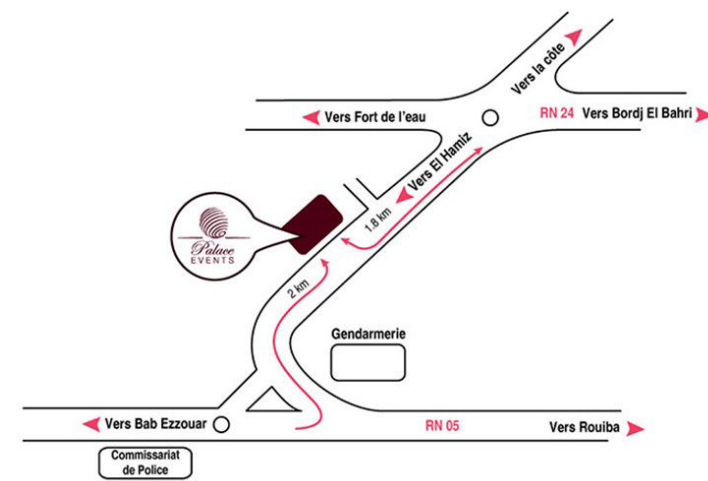 Vers la côte
Vers Fort de l'eau
RN 24 Vers Bordj El Bahri
Vers El Hamiz
1.8 km
Palace
EVENTS
2 km
Gendarmerie
Vers Bab Ezzouar
RN 05
Vers Rouiba
Commissariat
de Police